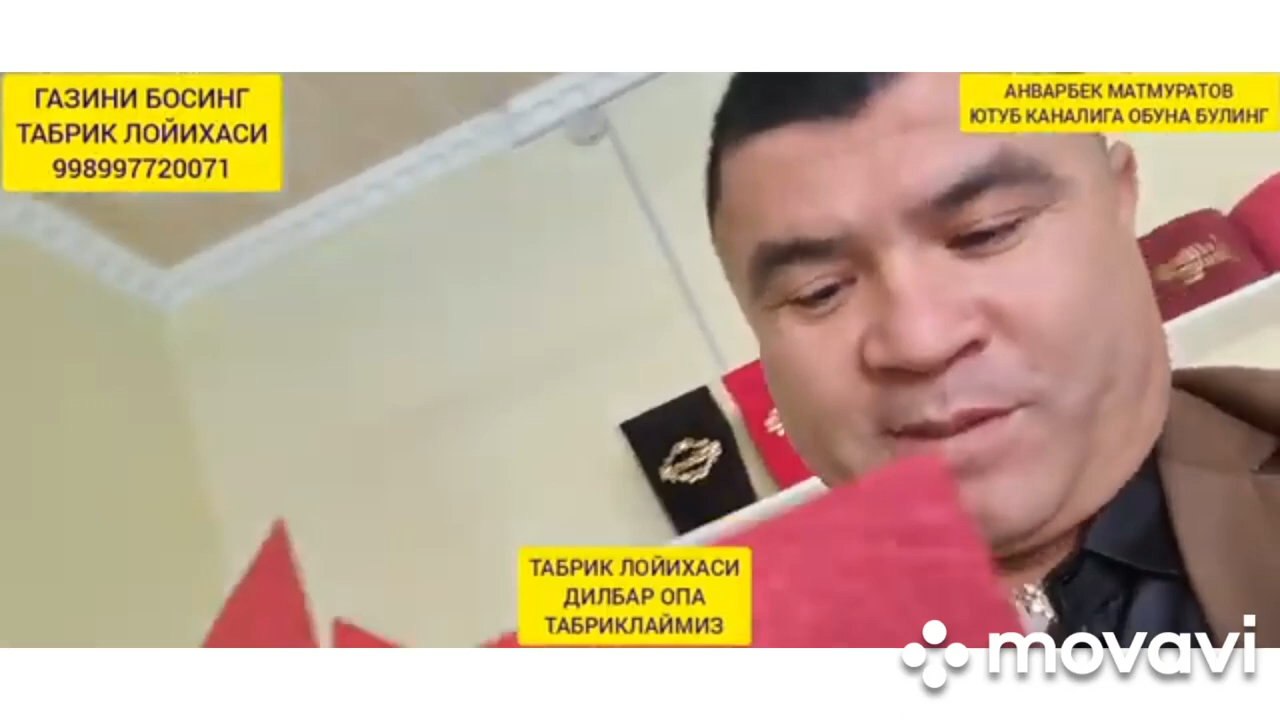 ГАЗИНИ БОСИНГ
ТАБРИК ЛОЙИХАСИ
998997720071
АНВАРБЕК МАТМУРАТОВ
ЮТУБ КАНАЛИГА ОБУНА БУЛИНГ
ТАБРИК ЛОЙИХАСИ
ДИЛБАР ОПА
ТАБРИКЛАЙМИЗ
movavi